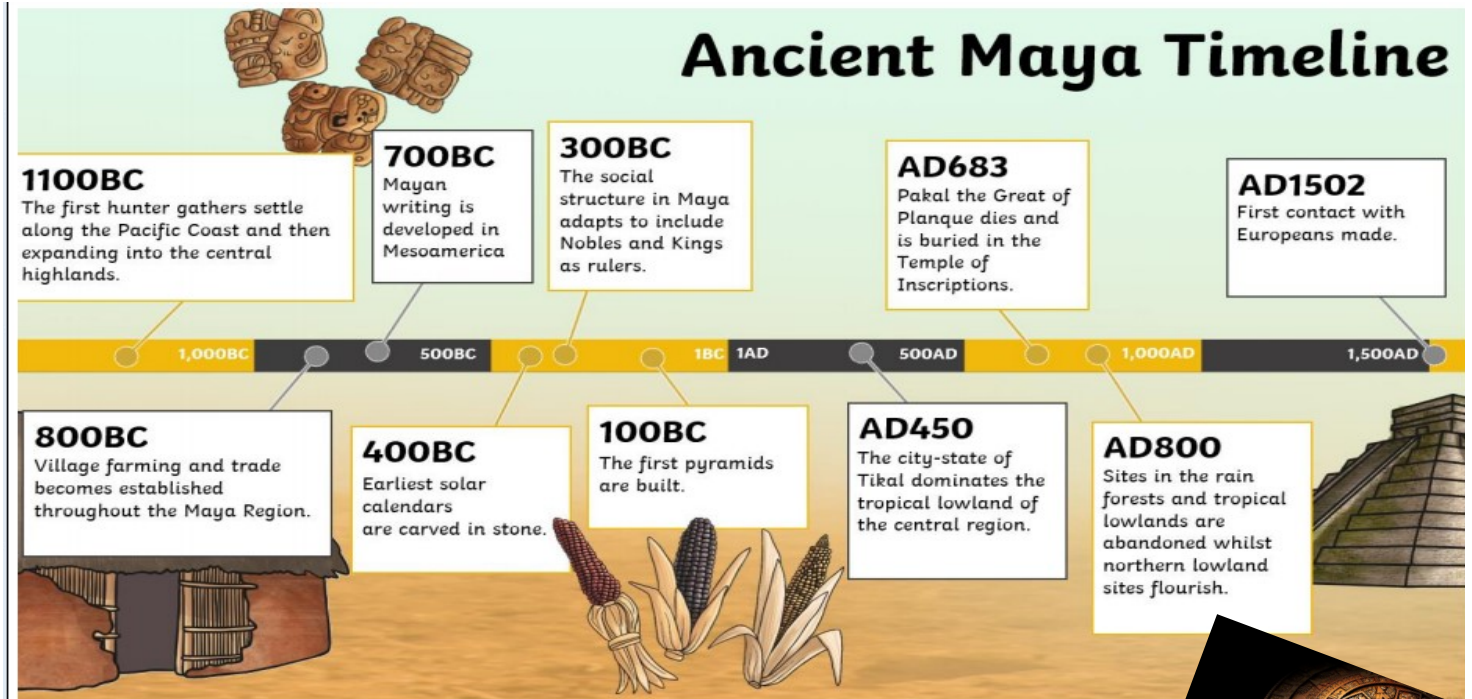 Ancient Maya Timeline
1100BC
The first hunter gathers settle
along the Pacific Coast and then
expanding into the central
highlands.
700BC
Mayan
writing is
developed in
Mesoamerica
300BC
The social
structure in Maya
adapts to include
Nobles and Kings
as rulers.
AD683
Pakal the Great of
Planque dies and
is buried in the
Temple of
Inscriptions.
AD1502
First contact with
Europeans made.
1,000BC
500BC
1BC
1AD
500AD
1,000AD
1,500AD
800BC
Village farming and trade
becomes established
throughout the Maya Region.
400BC
Earliest solar
calendars
are carved in stone.
100BC
The first pyramids
are built.
AD450
The city-state of
Tikal dominates the
tropical lowland of
the central region.
AD800
Sites in the rain
forests and tropical
lowlands are
abandoned whilst
northern lowland
sites flourish.